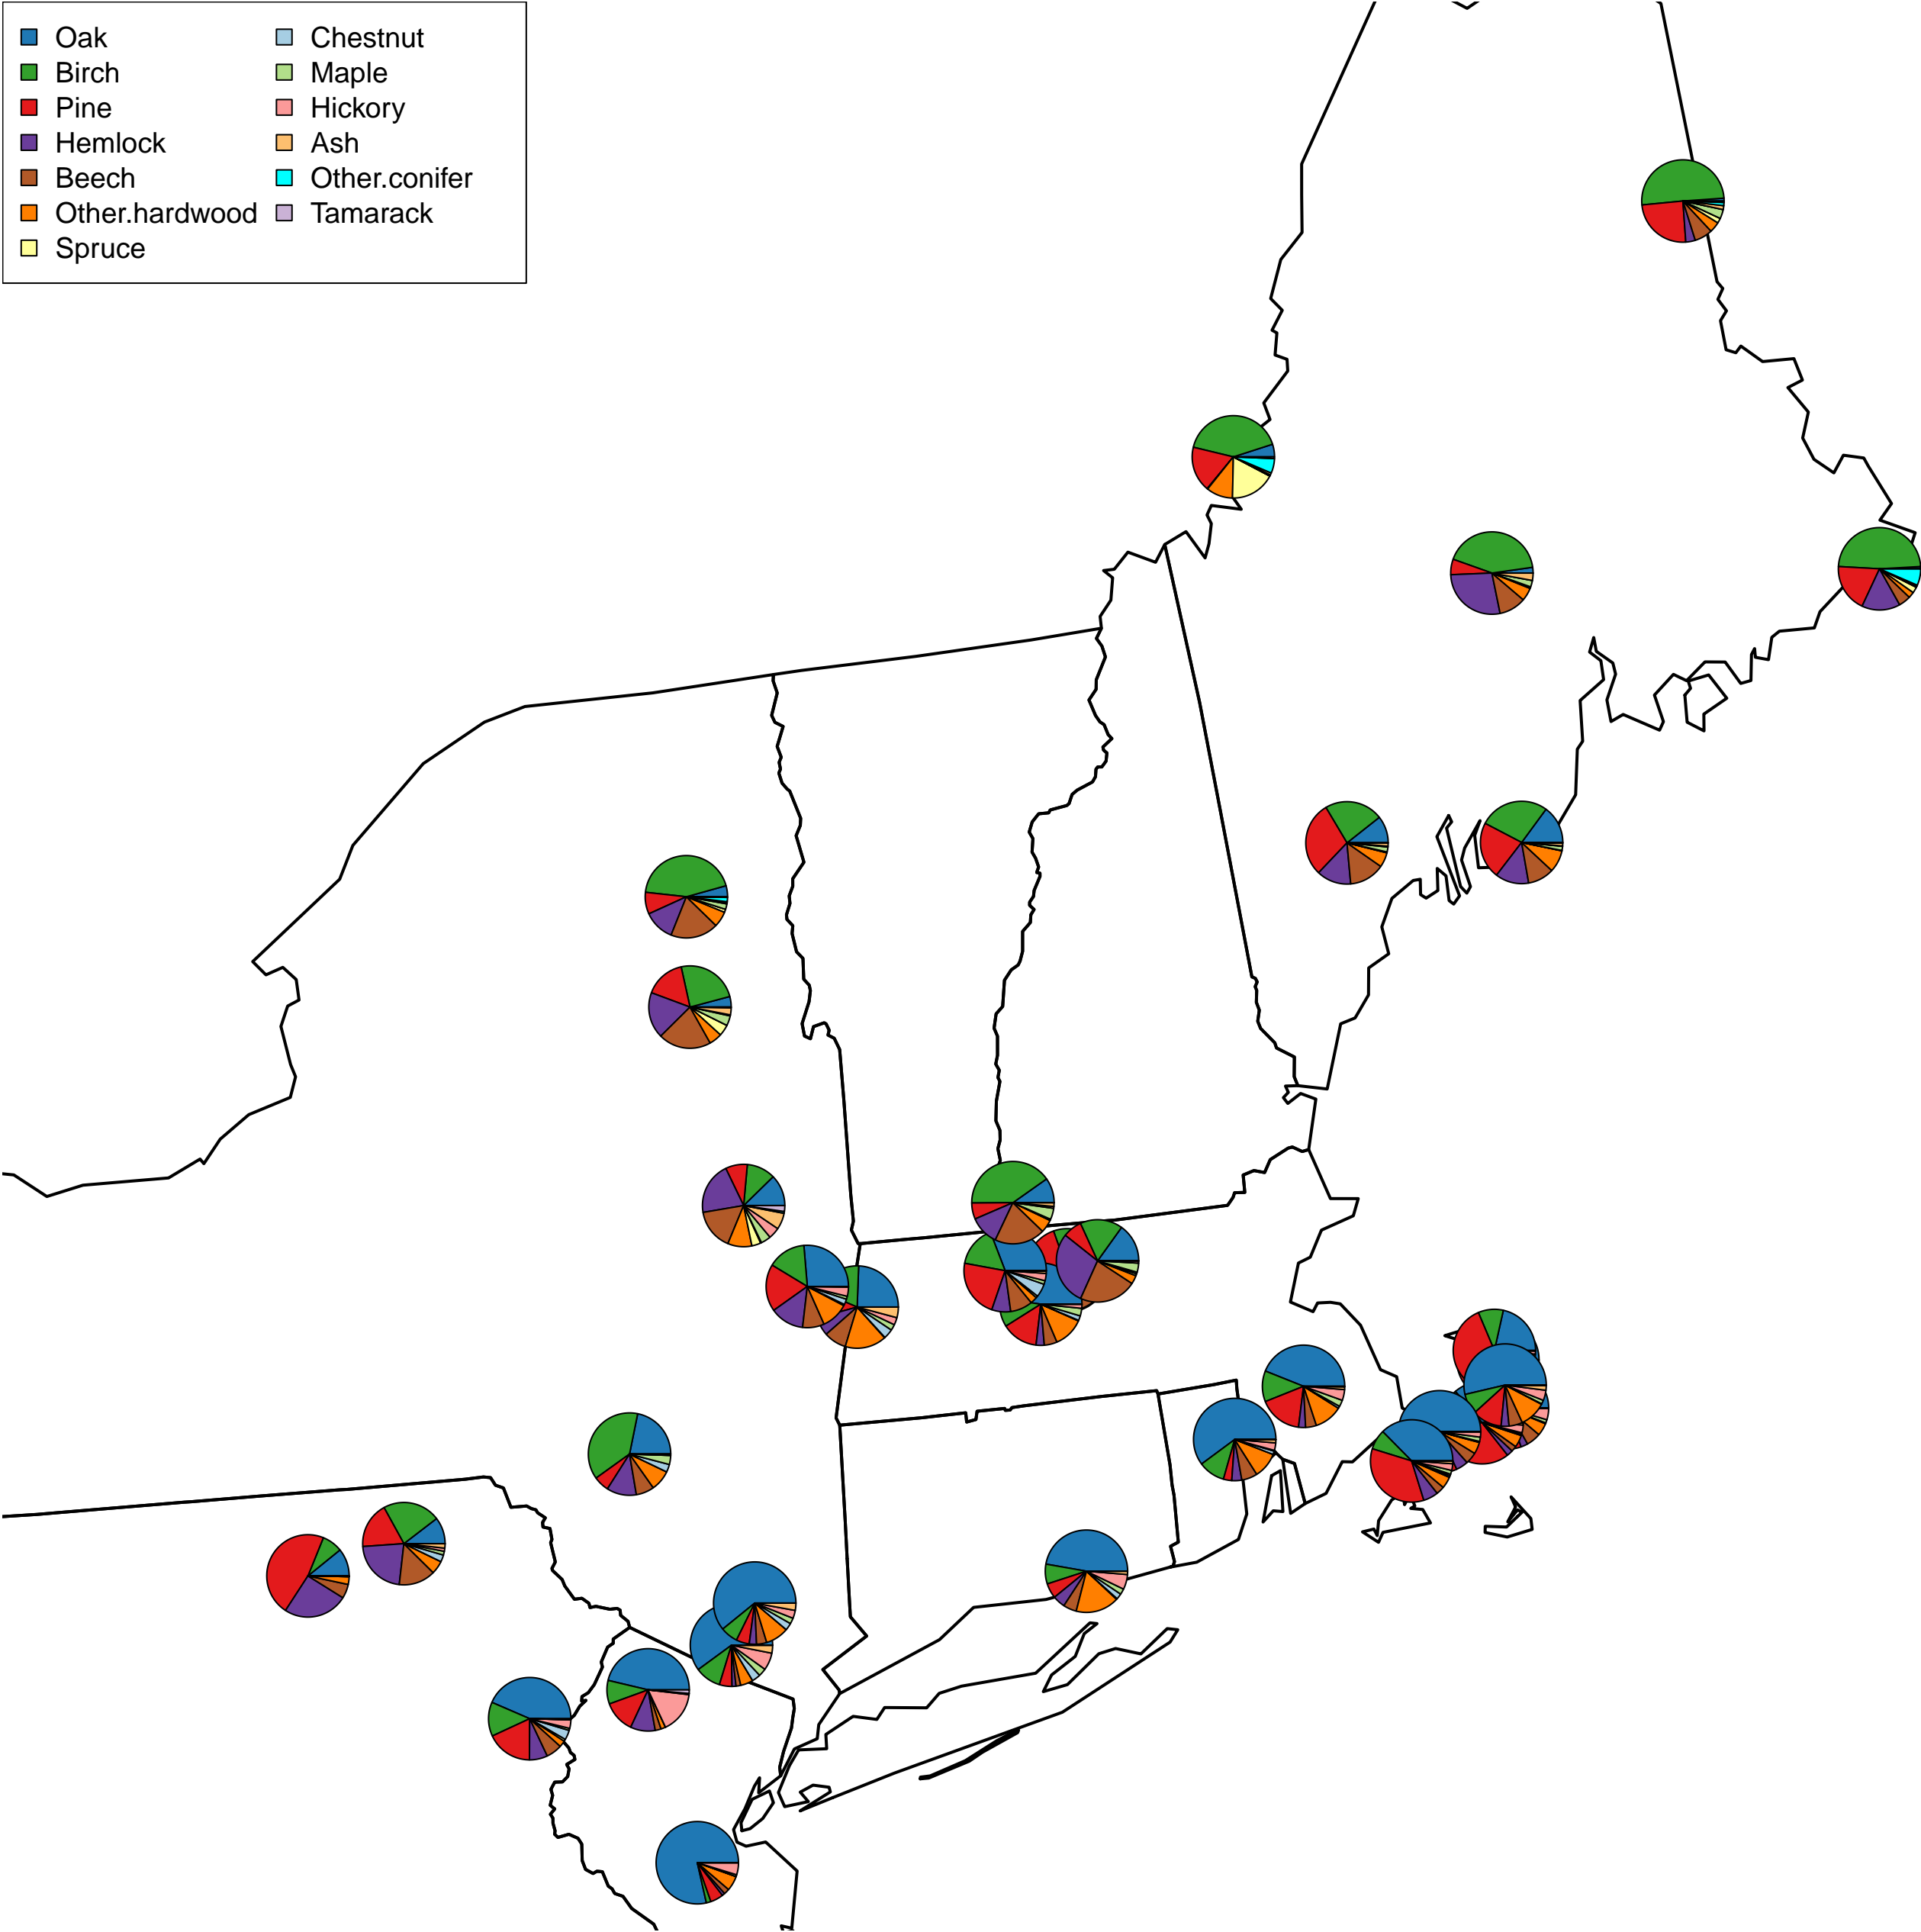 Oak
Birch
Pine
Hemlock
Beech
Other.hardwood
Spruce
Chestnut
Maple
Hickory
Ash
Other.conifer
Tamarack